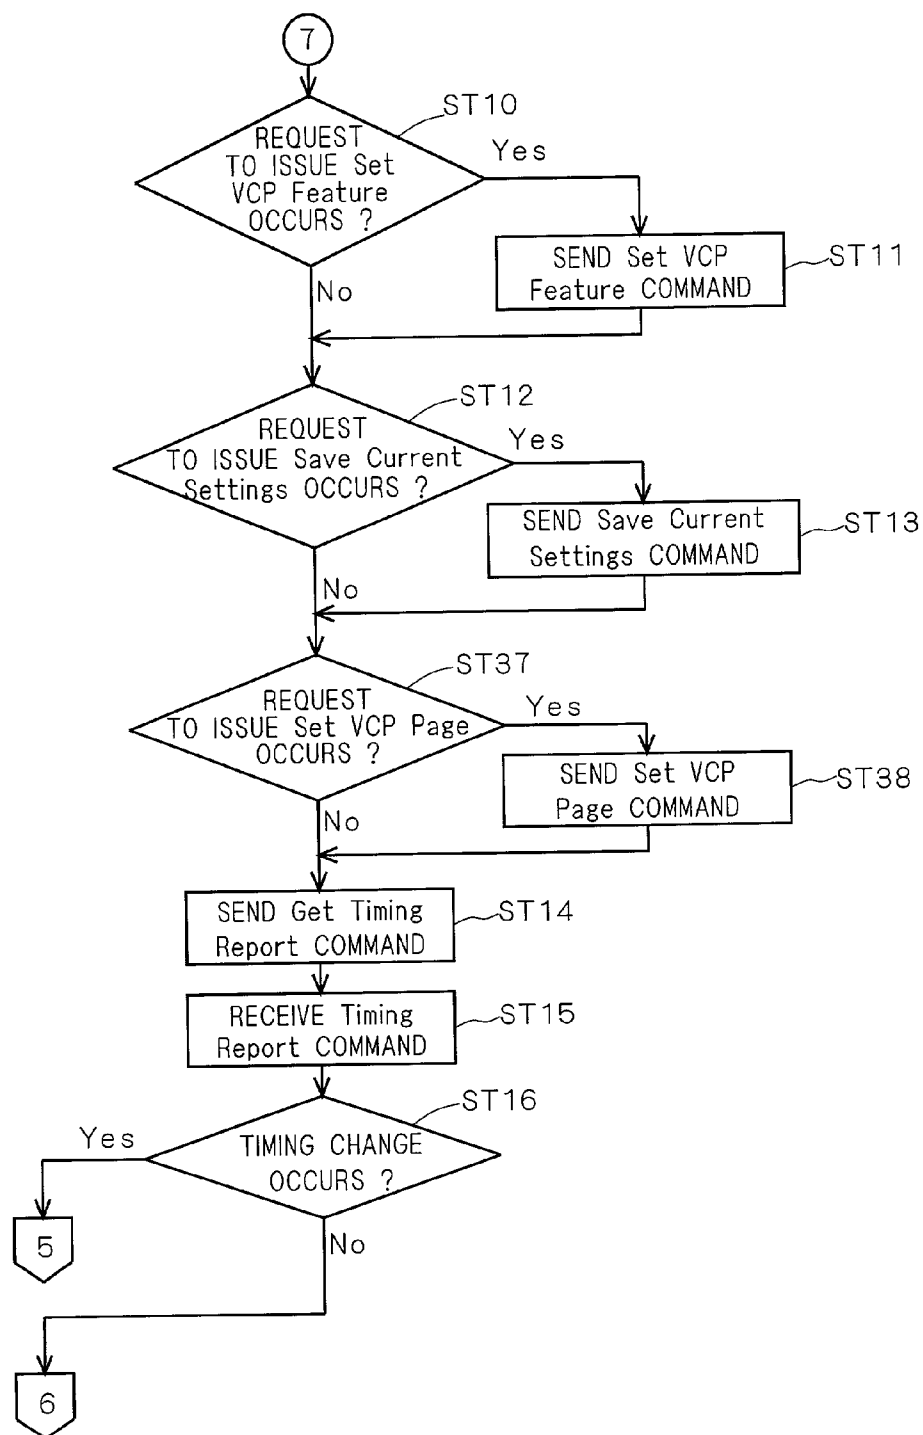 7
ST10
REQUEST
TO ISSUE Set
VCP Feature
OCCURS ?
Yes
SEND Set VCP
Feature COMMAND
ST11
No
ST12
REQUEST
TO ISSUE Save Current
Settings OCCURS ?
Yes
SEND Save Current
Settings COMMAND
ST13
No
ST37
REQUEST
TO ISSUE Set VCP Page
OCCURS ?
Yes
SEND Set VCP
Page COMMAND
ST38
No
SEND Get Timing
Report COMMAND
ST14
RECEIVE Timing
Report COMMAND
ST15
ST16
TIMING CHANGE
OCCURS ?
Yes
5
No
6